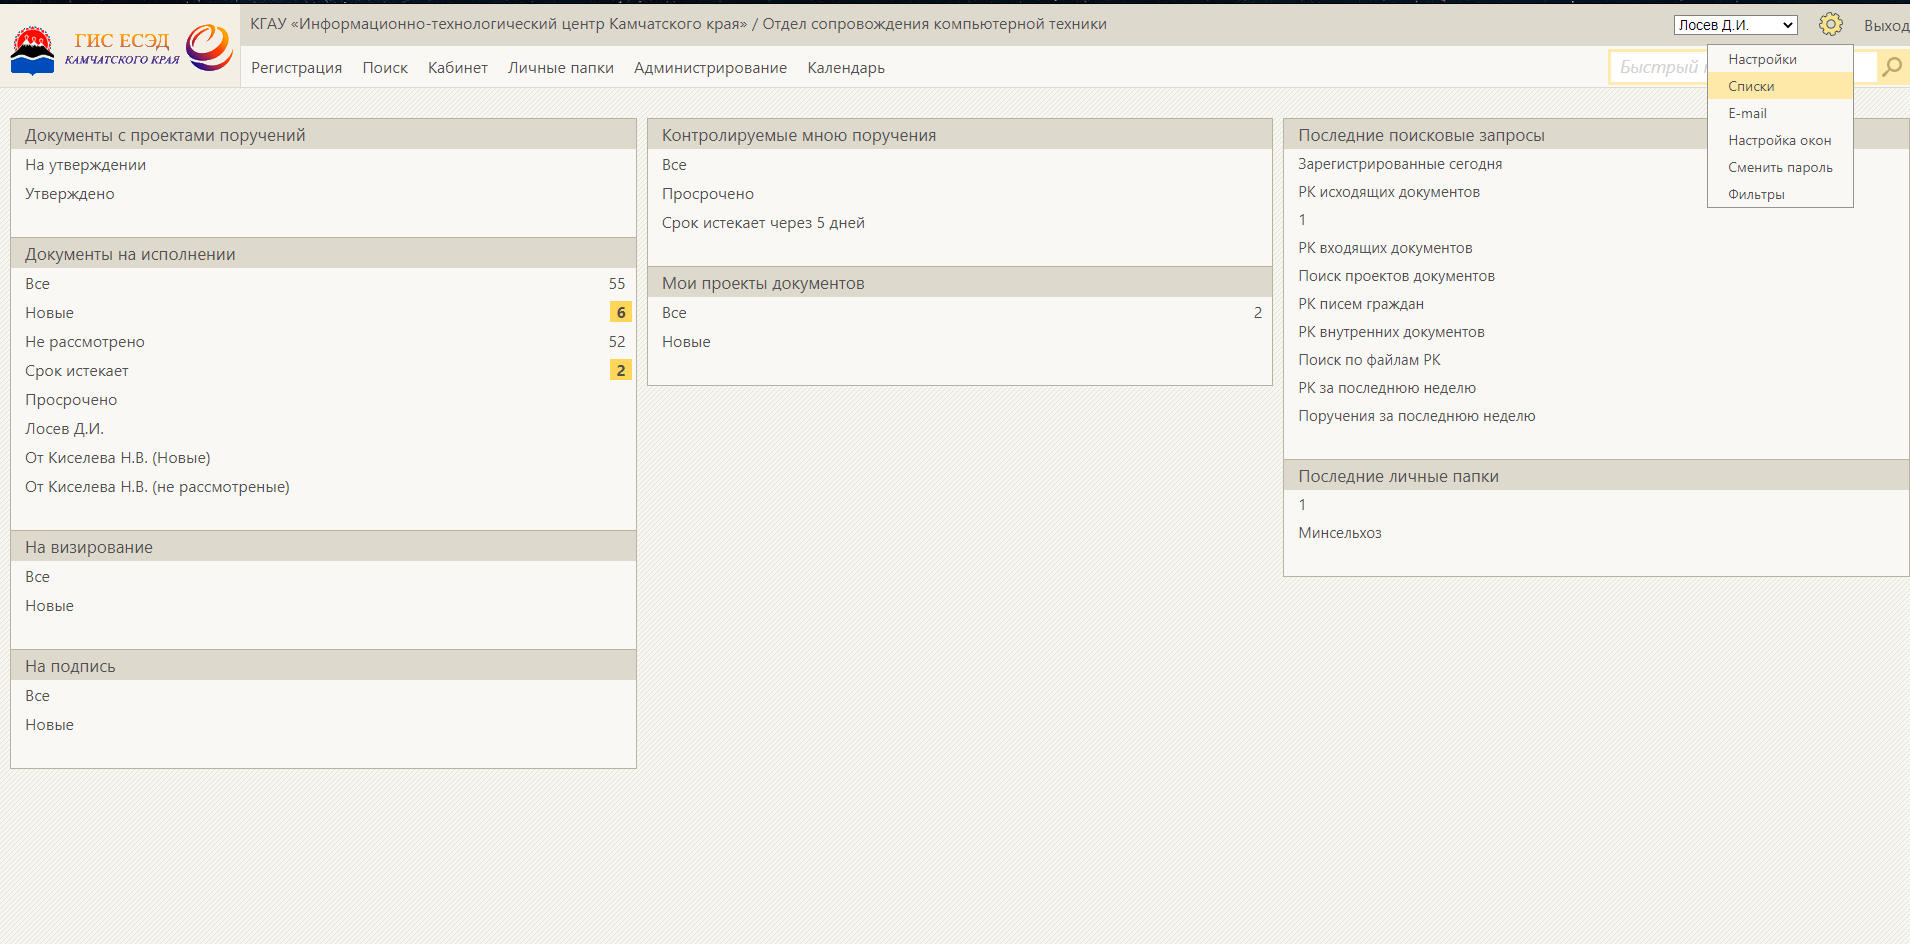 ГИС ЕСЭД
КАМЧАТСКОГО КРАЯ
КГАУ «Информационно-технологический центр Камчатского края» / Отдел сопровождения компьютерной техники
Лосев Д.И.
Выход
Регистрация Поиск Кабинет Личные папки Администрирование Календарь
Быстрый
Настройки
Списки
E-mail
Настройка окон
Сменить пароль
Фильтры
Документы с проектами поручений
На утверждении
Утверждено
Документы на исполнении
Все 55
Новые 6
Не рассмотрено 52
Срок истекает 2
Просрочено
Лосев Д.И.
От Киселева Н.В. (Новые)
От Киселева Н.В. (не рассмотреные)
На визирование
Все
Новые
На подпись
Все
Новые
Контролируемые мною поручения
Все
Просрочено
Срок истекает через 5 дней
Мои проекты документов
Все 2
Новые
Последние поисковые запросы
Зарегистрированные сегодня
РК исходящих документов
1
РК входящих документов
Поиск проектов документов
РК писем граждан
РК внутренних документов
Поиск по файлам РК
РК за последнюю неделю
Поручения за последнюю неделю
Последние личные папки
1
Минсельхоз